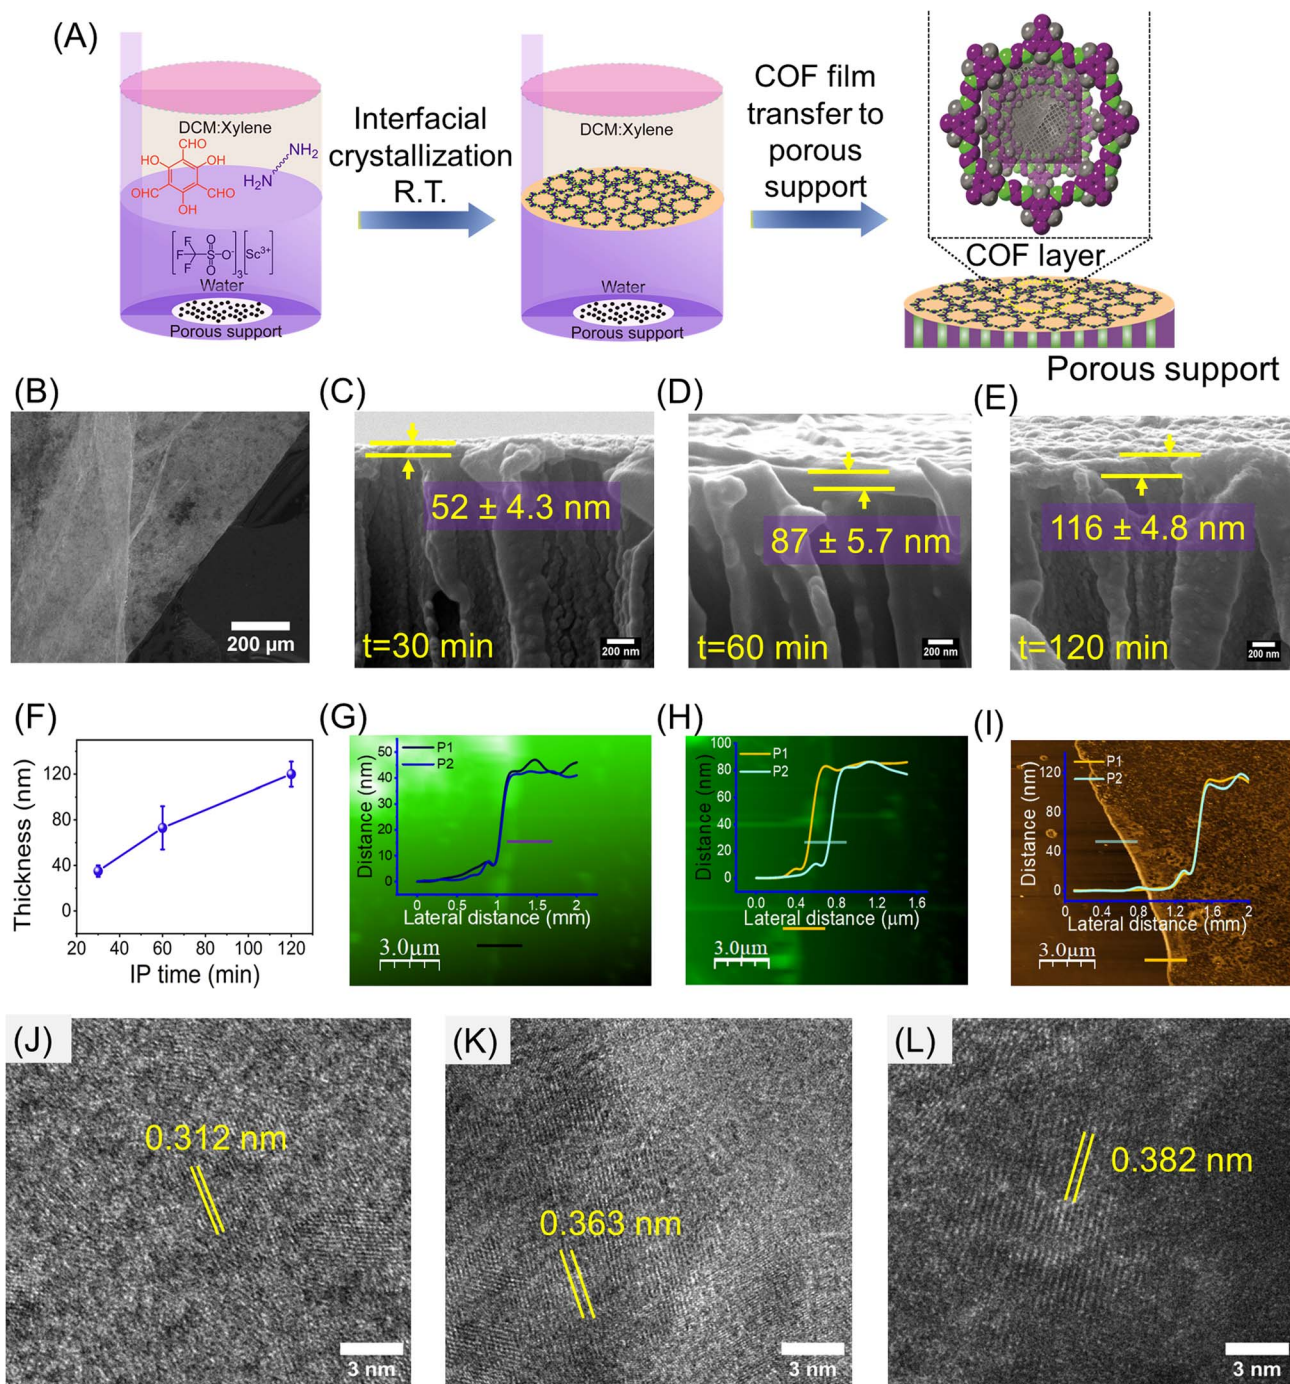 (A)
DCM:Xylene
CHO
HO
OH
CHO
CHO
OH
NH2
H2N
F
F
F
O
S
O
O-
3
Sc3+
Water
Porous support
Interfacial
crystallization
R.T.
DCM:Xylene
Water
Porous support
COF film
transfer to
porous
support
COF layer
Porous support
(B)
200 µm
(C)
52 ± 4.3 nm
t=30 min
200 nm
(D)
87 ± 5.7 nm
t=60 min
200 nm
(E)
116 ± 4.8 nm
t=120 min
200 nm
(F)
Thickness (nm)
120
80
40
0
20 40 60 80 100 120
IP time (min)
(G)
P1
P2
Distance (nm)
50
40
30
20
10
0
0 0.5 1 1.5 2
Lateral distance (mm)
3.0µm
(H)
P1
P2
Distance (nm)
100
80
60
40
20
0
0 0.4 0.8 1.2 1.6
Lateral distance (µm)
3.0µm
(I)
P1
P2
Distance (nm)
120
80
40
0
0 0.4 0.8 1.2 1.6 2
Lateral distance (mm)
3.0µm
(J)
0.312 nm
3 nm
(K)
0.363 nm
3 nm
(L)
0.382 nm
3 nm